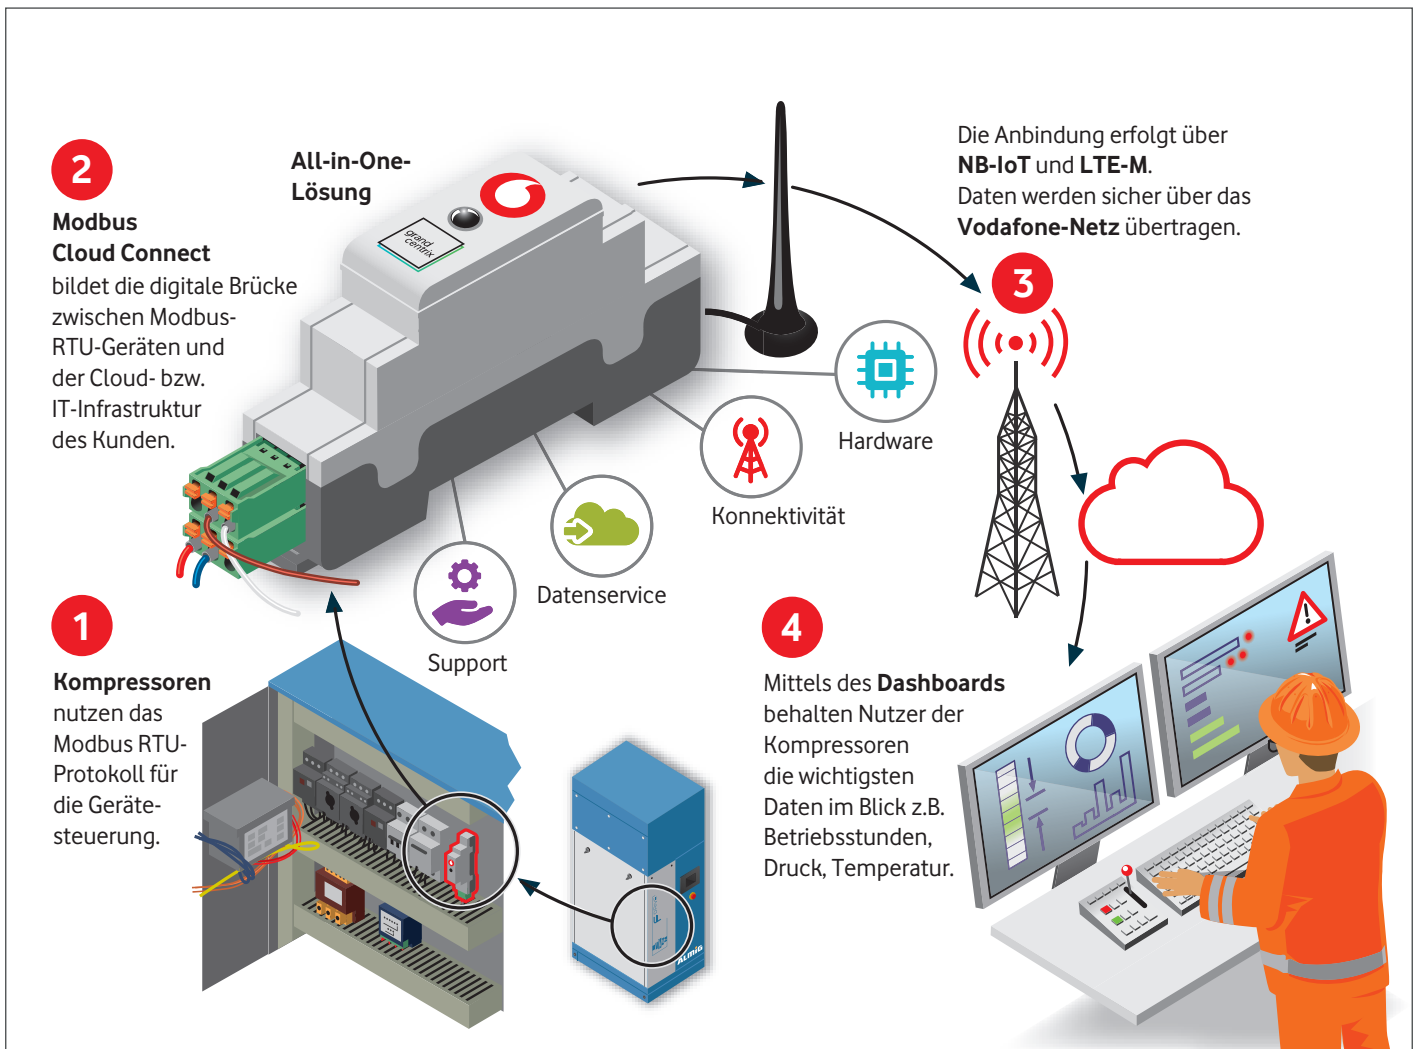 2
Modbus
Cloud Connect
bildet die digitale Brücke
zwischen Modbus-
RTU-Geräten und
der Cloud- bzw.
IT-Infrastruktur
des Kunden.
All-in-One-
Lösung
grand
centrix
Die Anbindung erfolgt über
NB-IoT und LTE-M.
Daten werden sicher über das
Vodafone-Netz übertragen.
3
Hardware
Konnektivität
Datenservice
Support
1
Kompressoren
nutzen das
Modbus RTU-
Protokoll für
die Geräte-
steuerung.
ALMiG
4
Mittels des Dashboards
behalten Nutzer der
Kompressoren
die wichtigsten
Daten im Blick z.B.
Betriebsstunden,
Druck, Temperatur.